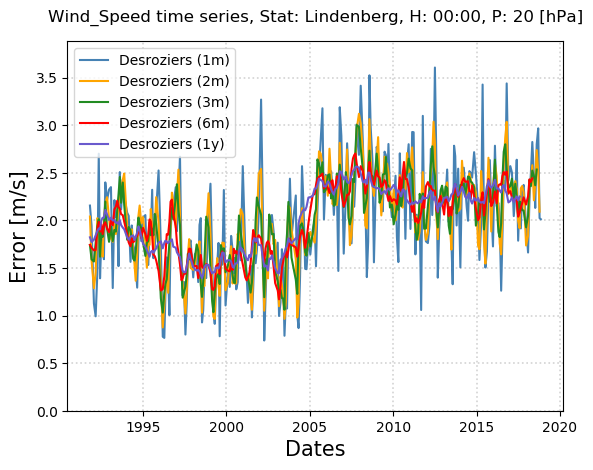 Wind_Speed time series, Stat: Lindenberg, H: 00:00, P: 20 [hPa]
Desroziers (1m)
Desroziers (2m)
Desroziers (3m)
Desroziers (6m)
Desroziers (1y)
Error [m/s]
3.5
3.0
2.5
2.0
1.5
1.0
0.5
0.0
1995 2000 2005 2010 2015 2020
Dates